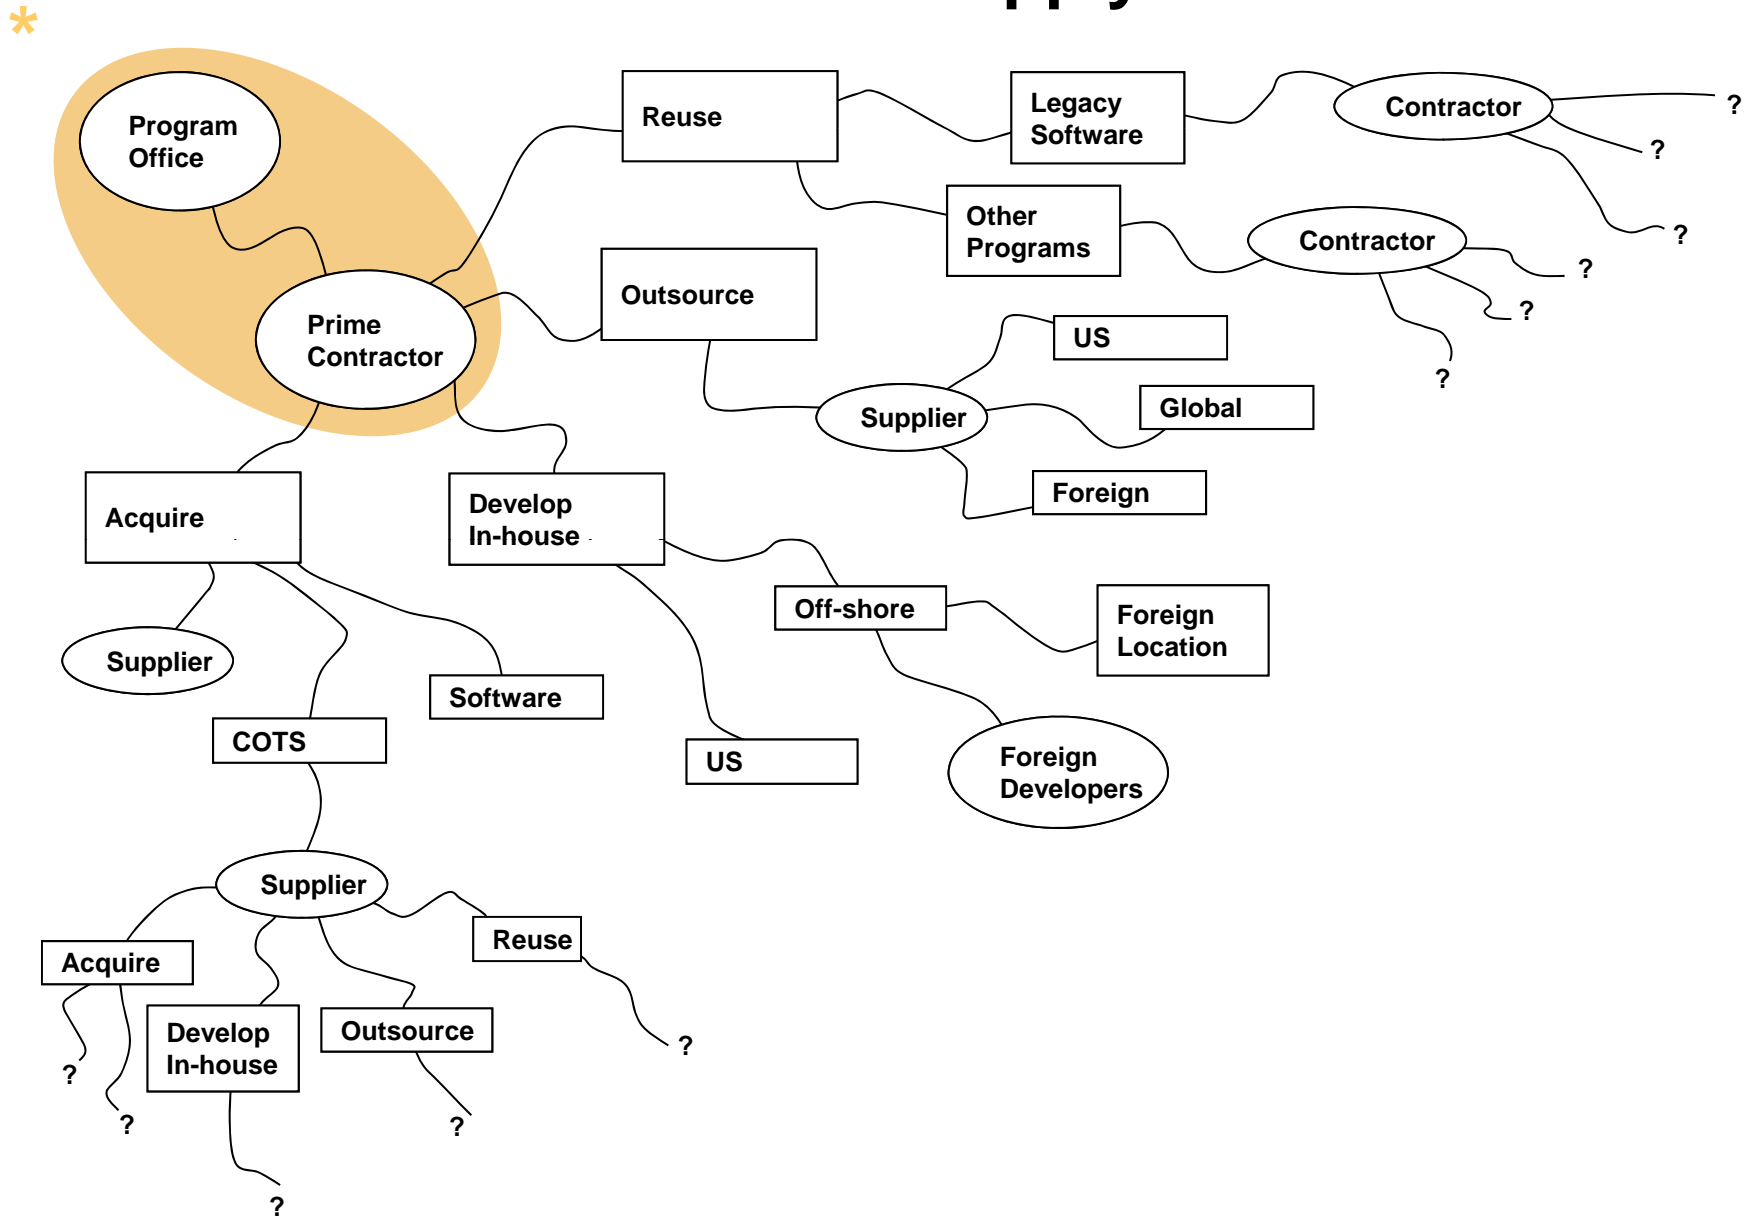 *
Program
Office
Prime
Contractor
Reuse
Legacy
Software
Contractor
?
?
?
Other
Programs
Contractor
?
?
?
Outsource
Supplier
US
Global
Foreign
Acquire
Supplier
COTS
Software
Develop
In-house
Off-shore
Foreign
Location
Foreign
Developers
US
Supplier
Acquire
?
?
Develop
In-house
?
Outsource
?
Reuse
?